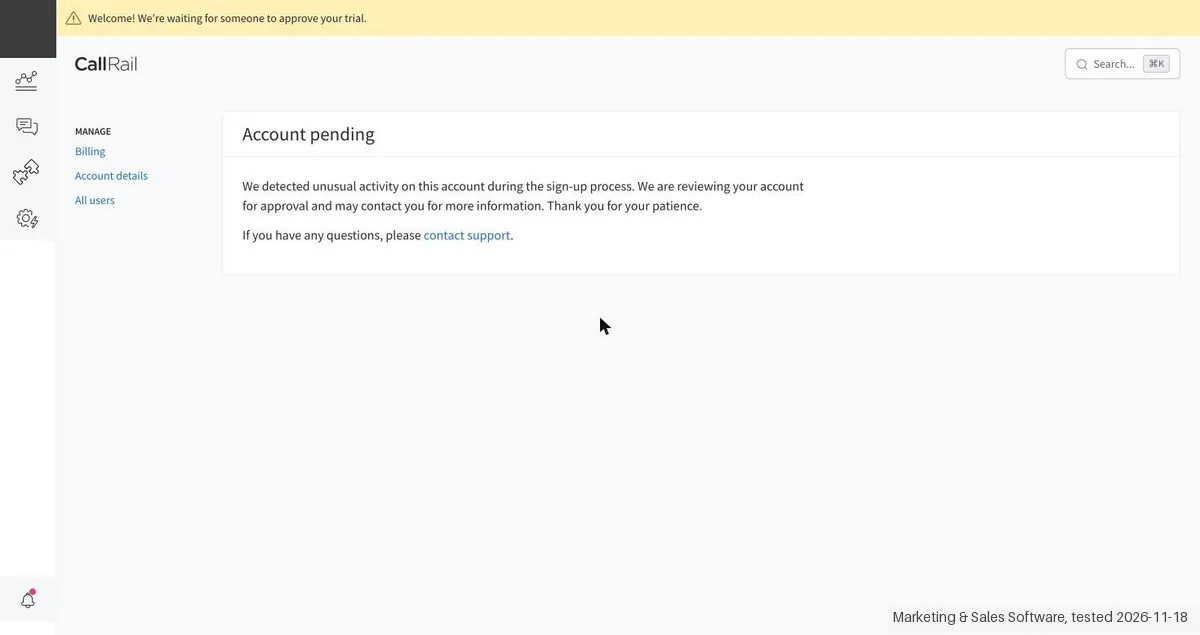 Welcome! We're waiting for someone to approve your trial.
CallRail
Search... ⌘K
MANAGE
Billing
Account details
All users
Account pending
We detected unusual activity on this account during the sign-up process. We are reviewing your account
for approval and may contact you for more information. Thank you for your patience.
If you have any questions, please contact support.
Marketing & Sales Software, tested 2026-11-18